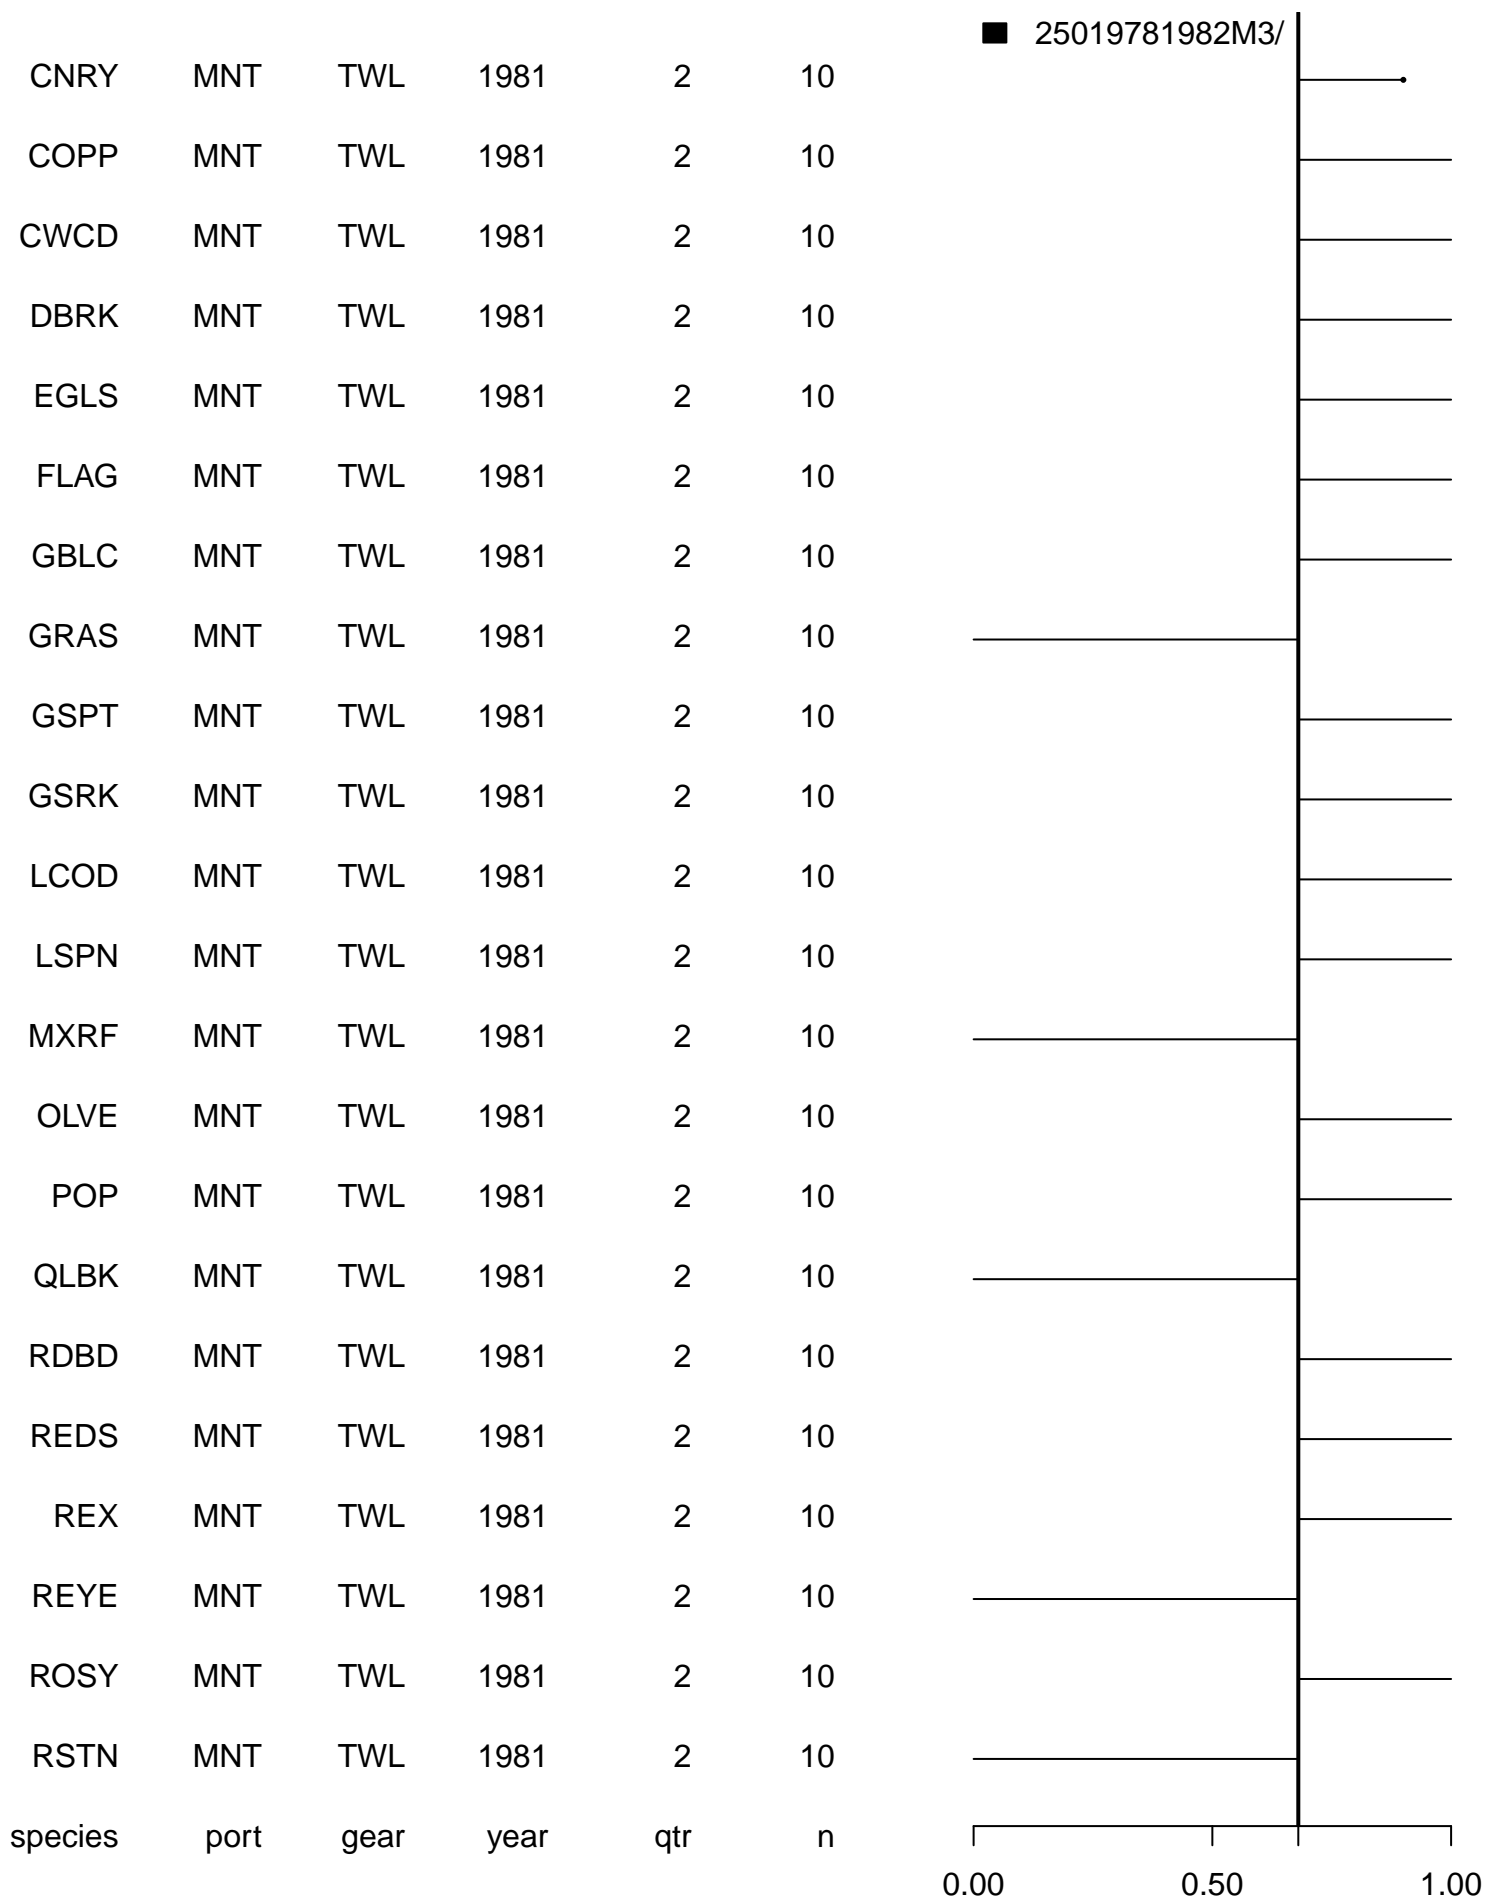 25019781982M3/
CNRY MNT TWL 1981 2 10
COPP MNT TWL 1981 2 10
CWCD MNT TWL 1981 2 10
DBRK MNT TWL 1981 2 10
EGLS MNT TWL 1981 2 10
FLAG MNT TWL 1981 2 10
GBLC MNT TWL 1981 2 10
GRAS MNT TWL 1981 2 10
GSPT MNT TWL 1981 2 10
GSRK MNT TWL 1981 2 10
LCOD MNT TWL 1981 2 10
LSPN MNT TWL 1981 2 10
MXRF MNT TWL 1981 2 10
OLVE MNT TWL 1981 2 10
POP MNT TWL 1981 2 10
QLBK MNT TWL 1981 2 10
RDBD MNT TWL 1981 2 10
REDS MNT TWL 1981 2 10
REX MNT TWL 1981 2 10
REYE MNT TWL 1981 2 10
ROSY MNT TWL 1981 2 10
RSTN MNT TWL 1981 2 10
species port gear year qtr n
0.00 0.50 1.00